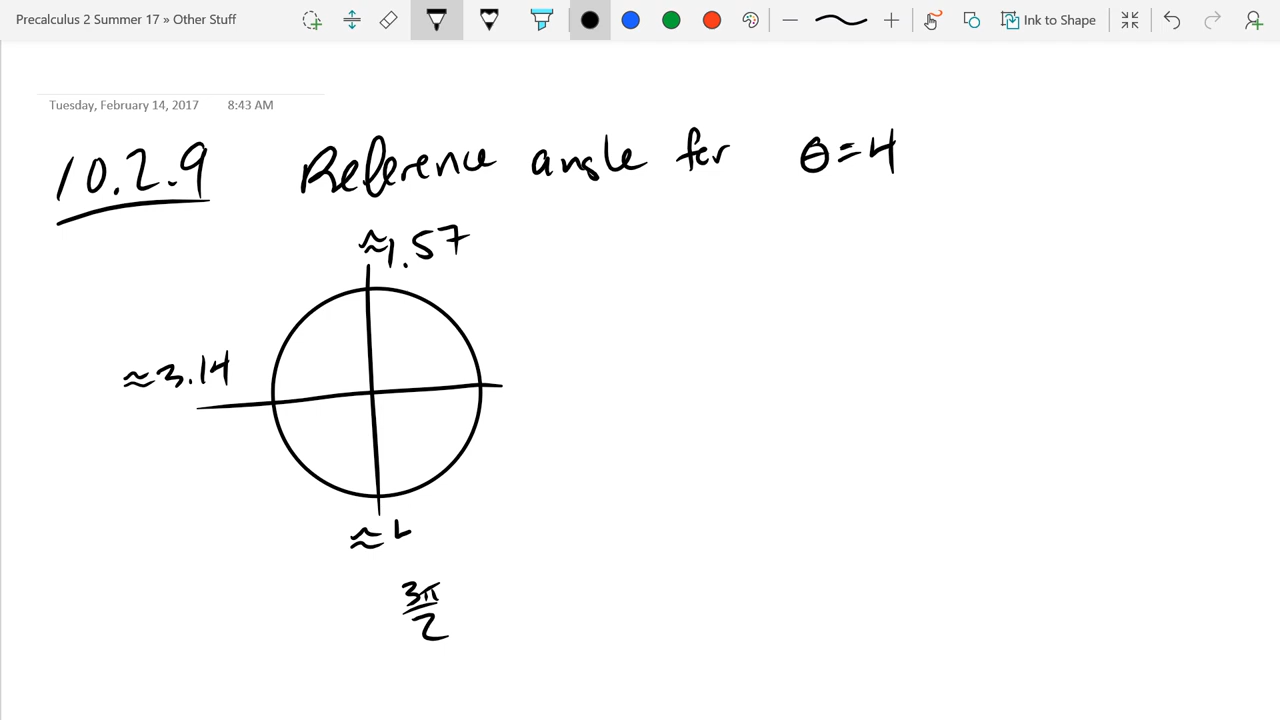 Precalculus 2 Summer 17 » Other Stuff
Ink to Shape
Tuesday, February 14, 2017 8:43 AM
10.2.9 Reference angle for θ=4
≈1.57
≈3.14
≈
3π/2